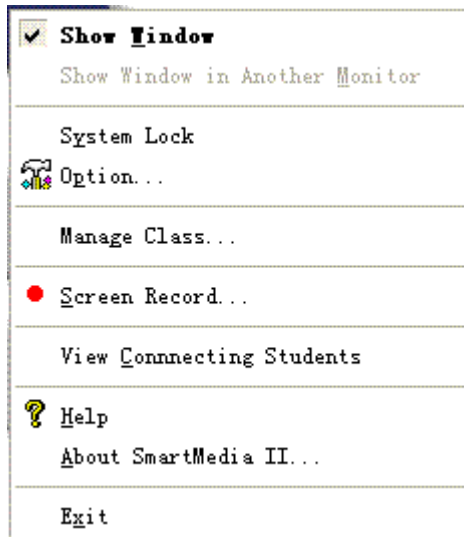 Show Window
Show Window in Another Monitor
System Lock
Option...
Manage Class...
Screen Record...
View Connnecting Students
Help
About SmartMedia II...
Exit